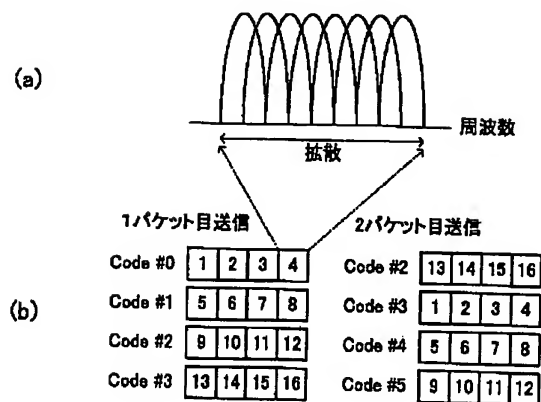 (a)
周波数
拡散
1パケット目送信
2パケット目送信
(b)
Code #0 1 2 3 4
Code #1 5 6 7 8
Code #2 9 10 11 12
Code #3 13 14 15 16
Code #2 13 14 15 16
Code #3 1 2 3 4
Code #4 5 6 7 8
Code #5 9 10 11 12